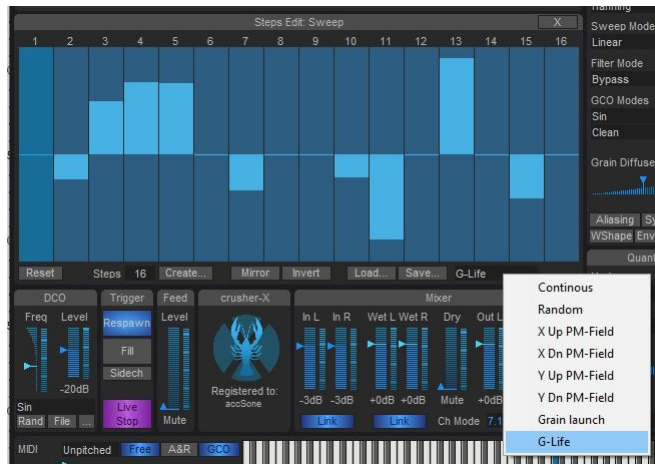 Steps Edit: Sweep X
1 2 3 4 5 6 7 8 9 10 11 12 13 14 15 16
Reset Steps 16 Create... Mirror Invert Load... Save... G-Life
Sweep Mode
Linear
Filter Mode
Bypass
GCO Modes
Sin
Clean
Grain Diffuse
Aliasing
WShape Env
Quant
DCO Trigger Feed crusher-X Mixer
Freq Level Respawn Level In L In R Wet L Wet R Dry Out L
Fill
Sidech
-20dB
Sin
Rand File ...
Live
Stop
Mute
Registered to:
accSone
-3dB -3dB +0dB +0dB Mute +0dB
Link Link Ch Mode 7.1
MIDI Unpitched Free A&R GCO
Continous
Random
X Up PM-Field
X Dn PM-Field
Y Up PM-Field
Y Dn PM-Field
Grain launch
G-Life